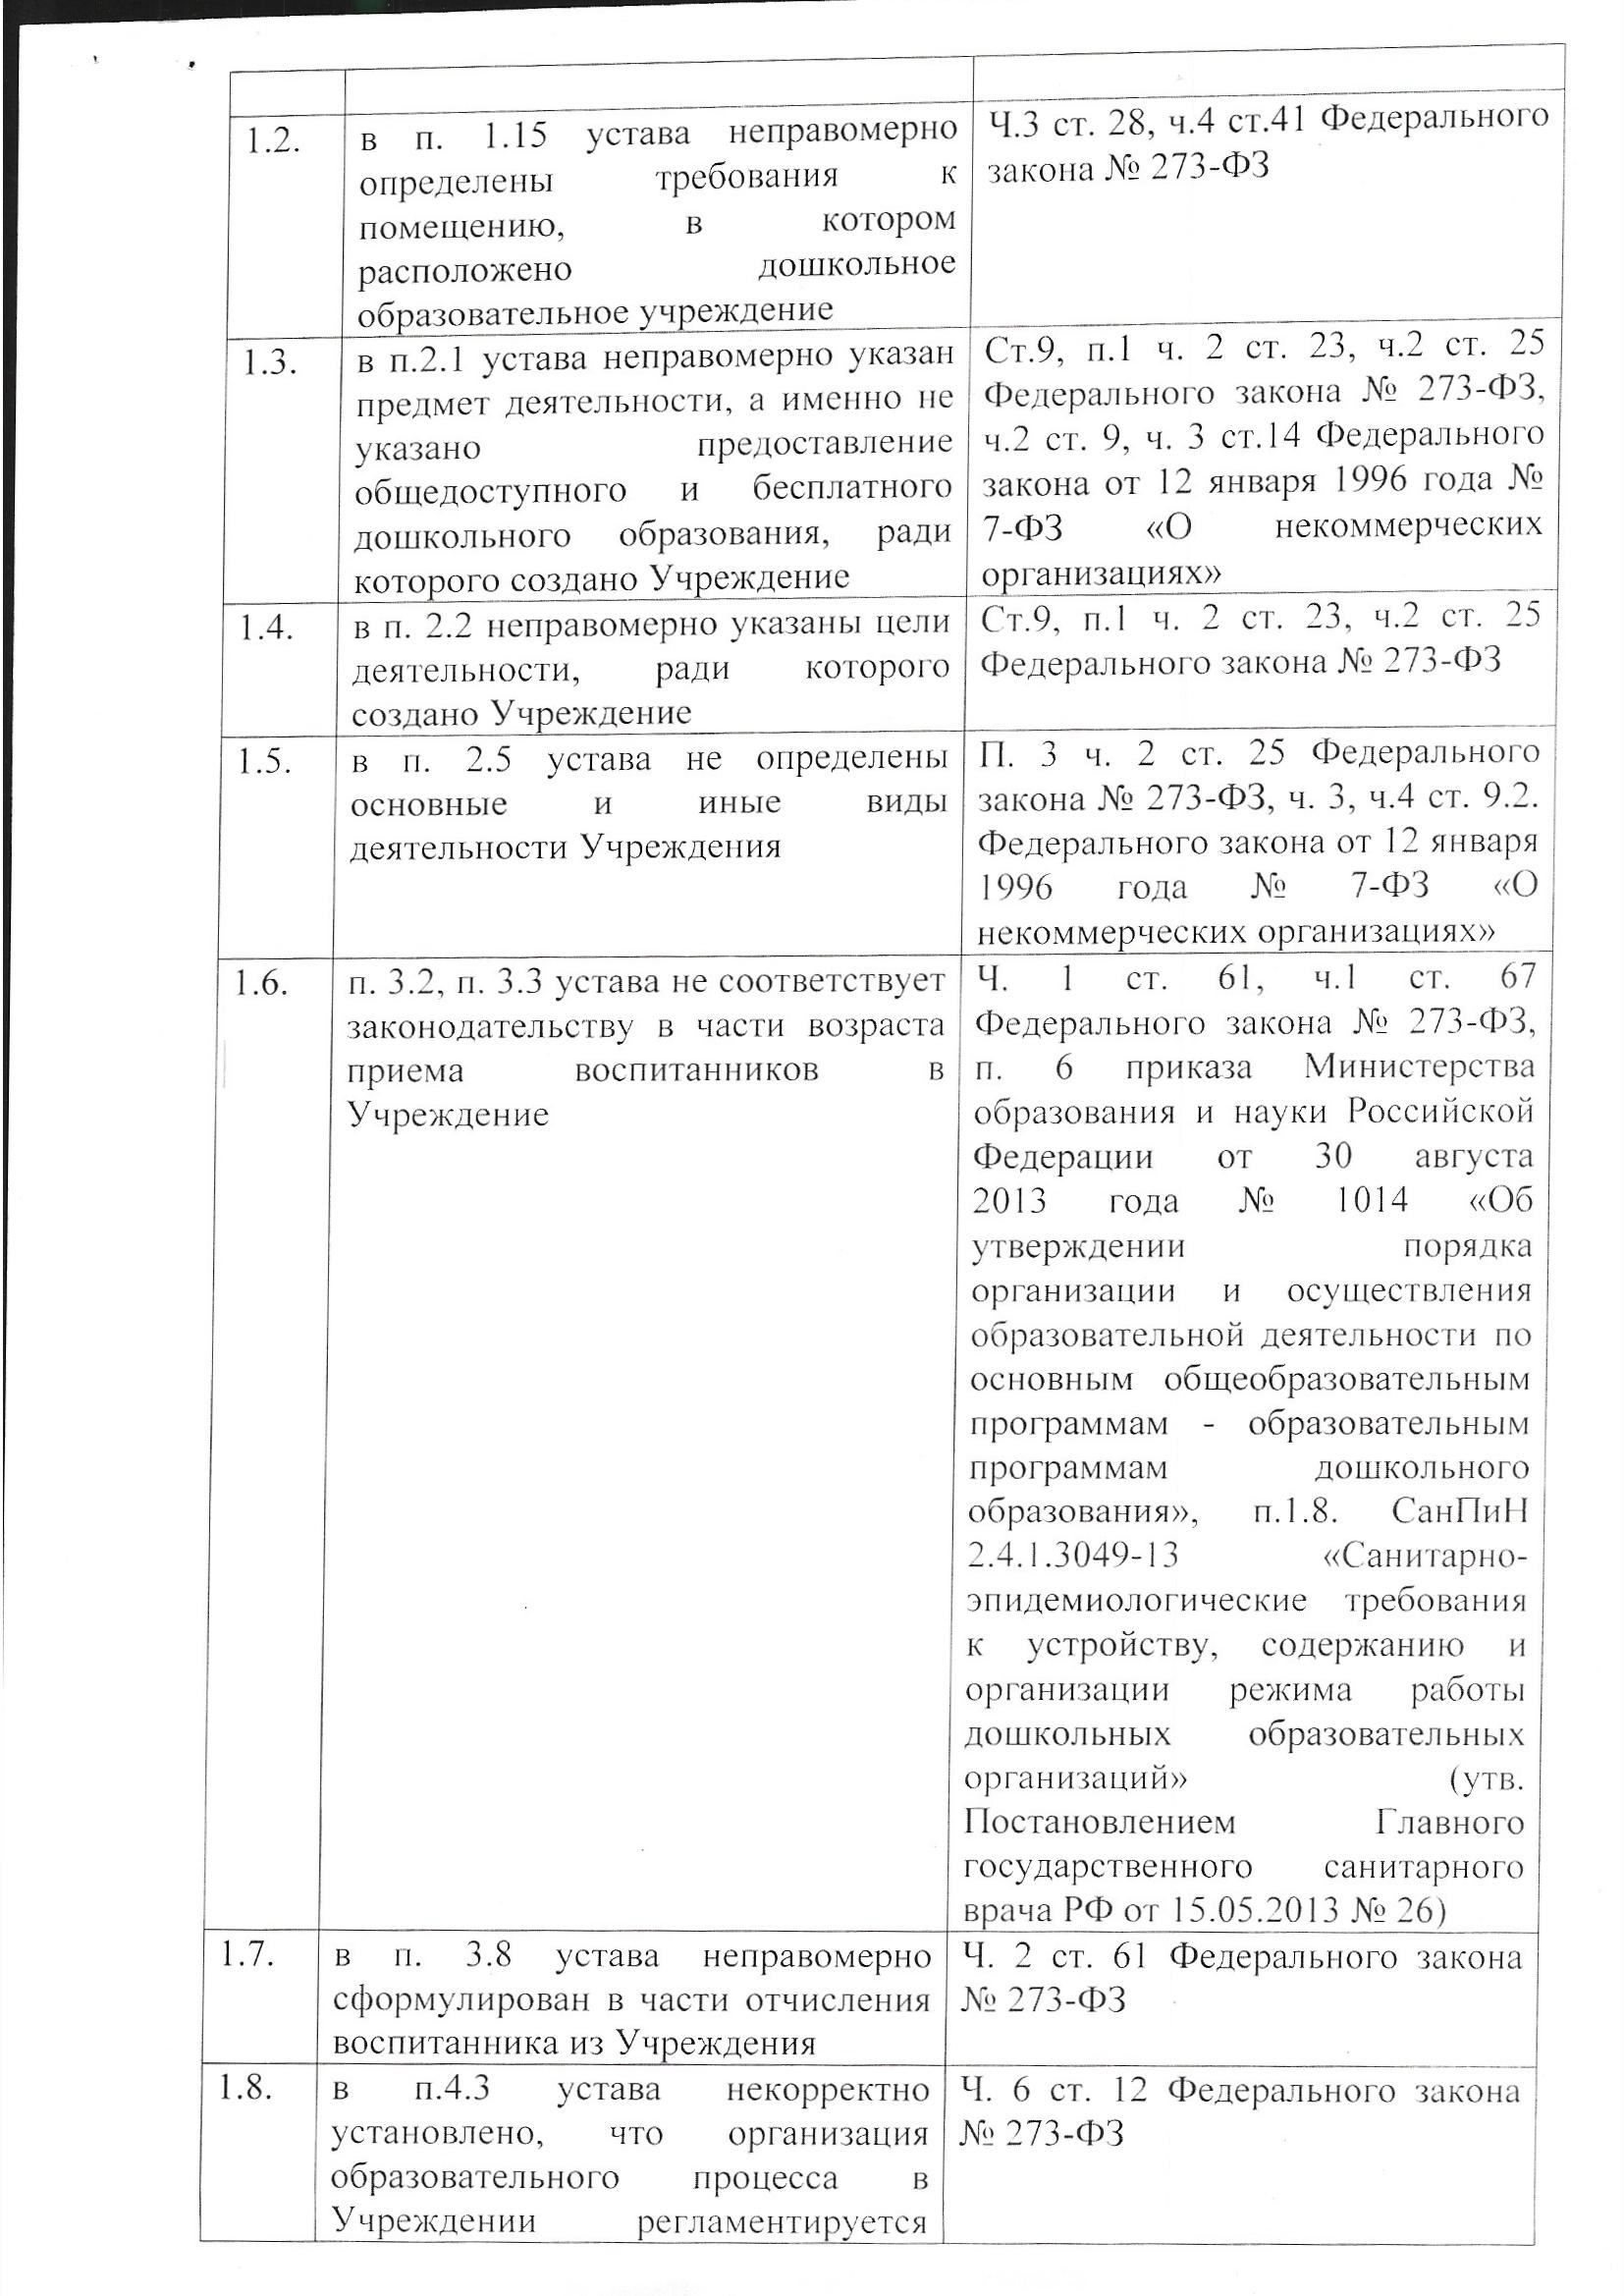 1.2.
в п. 1.15 устава неправомерно
определены требования к
помещению, в котором
расположено дошкольное
образовательное учреждение
Ч.3 ст. 28, ч.4 ст.41 Федерального
закона № 273-ФЗ
1.3.
в п.2.1 устава неправомерно указан
предмет деятельности, а именно не
указано предоставление
общедоступного и бесплатного
дошкольного образования, ради
которого создано Учреждение
Ст.9, п.1 ч. 2 ст. 23, ч.2 ст. 25
Федерального закона № 273-ФЗ,
ч.2 ст. 9, ч. 3 ст.14 Федерального
закона от 12 января 1996 года №
7-ФЗ «О некоммерческих
организациях»
1.4.
в п. 2.2 неправомерно указаны цели
деятельности, ради которого
создано Учреждение
Ст.9, п.1 ч. 2 ст. 23, ч.2 ст. 25
Федерального закона № 273-ФЗ
1.5.
в п. 2.5 устава не определены
основные и иные виды
деятельности Учреждения
П. 3 ч. 2 ст. 25 Федерального
закона № 273-ФЗ, ч. 3, ч.4 ст. 9.2.
Федерального закона от 12 января
1996 года № 7-ФЗ «О
некоммерческих организациях»
1.6.
п. 3.2, п. 3.3 устава не соответствует
законодательству в части возраста
приема воспитанников в
Учреждение
Ч. 1 ст. 61, ч.1 ст. 67
Федерального закона № 273-ФЗ,
п. 6 приказа Министерства
образования и науки Российской
Федерации от 30 августа
2013 года № 1014 «Об
утверждении порядка
организации и осуществления
образовательной деятельности по
основным общеобразовательным
программам - образовательным
программам дошкольного
образования», п.1.8. СанПиН
2.4.1.3049-13 «Санитарно-
эпидемиологические требования
к устройству, содержанию и
организации режима работы
дошкольных образовательных
организаций» (утв.
Постановлением Главного
государственного санитарного
врача РФ от 15.05.2013 № 26)
1.7.
в п. 3.8 устава неправомерно
сформулирован в части отчисления
воспитанника из Учреждения
Ч. 2 ст. 61 Федерального закона
№ 273-ФЗ
1.8.
в п.4.3 устава некорректно
установлено, что организация
образовательного процесса в
Учреждении регламентируется
Ч. 6 ст. 12 Федерального закона
№ 273-ФЗ